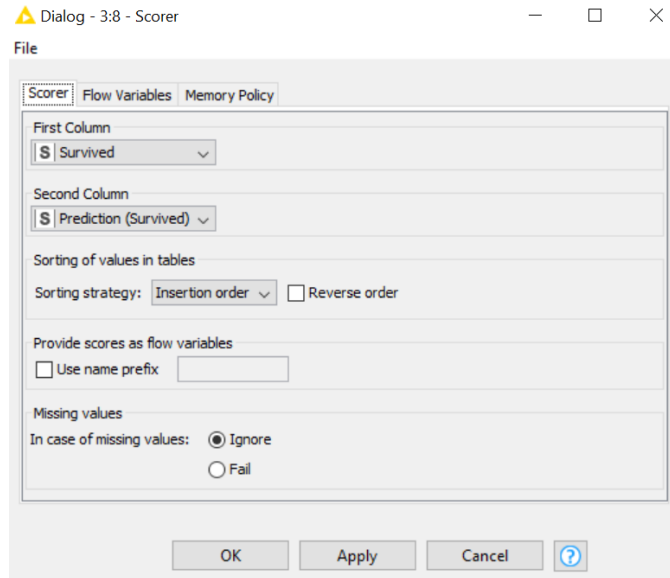 Dialog - 3:8 - Scorer
File
Scorer Flow Variables Memory Policy
First Column
S Survived
Second Column
S Prediction (Survived)
Sorting of values in tables
Sorting strategy: Insertion order Reverse order
Provide scores as flow variables
Use name prefix
Missing values
In case of missing values: Ignore
Fail
OK Apply Cancel ?